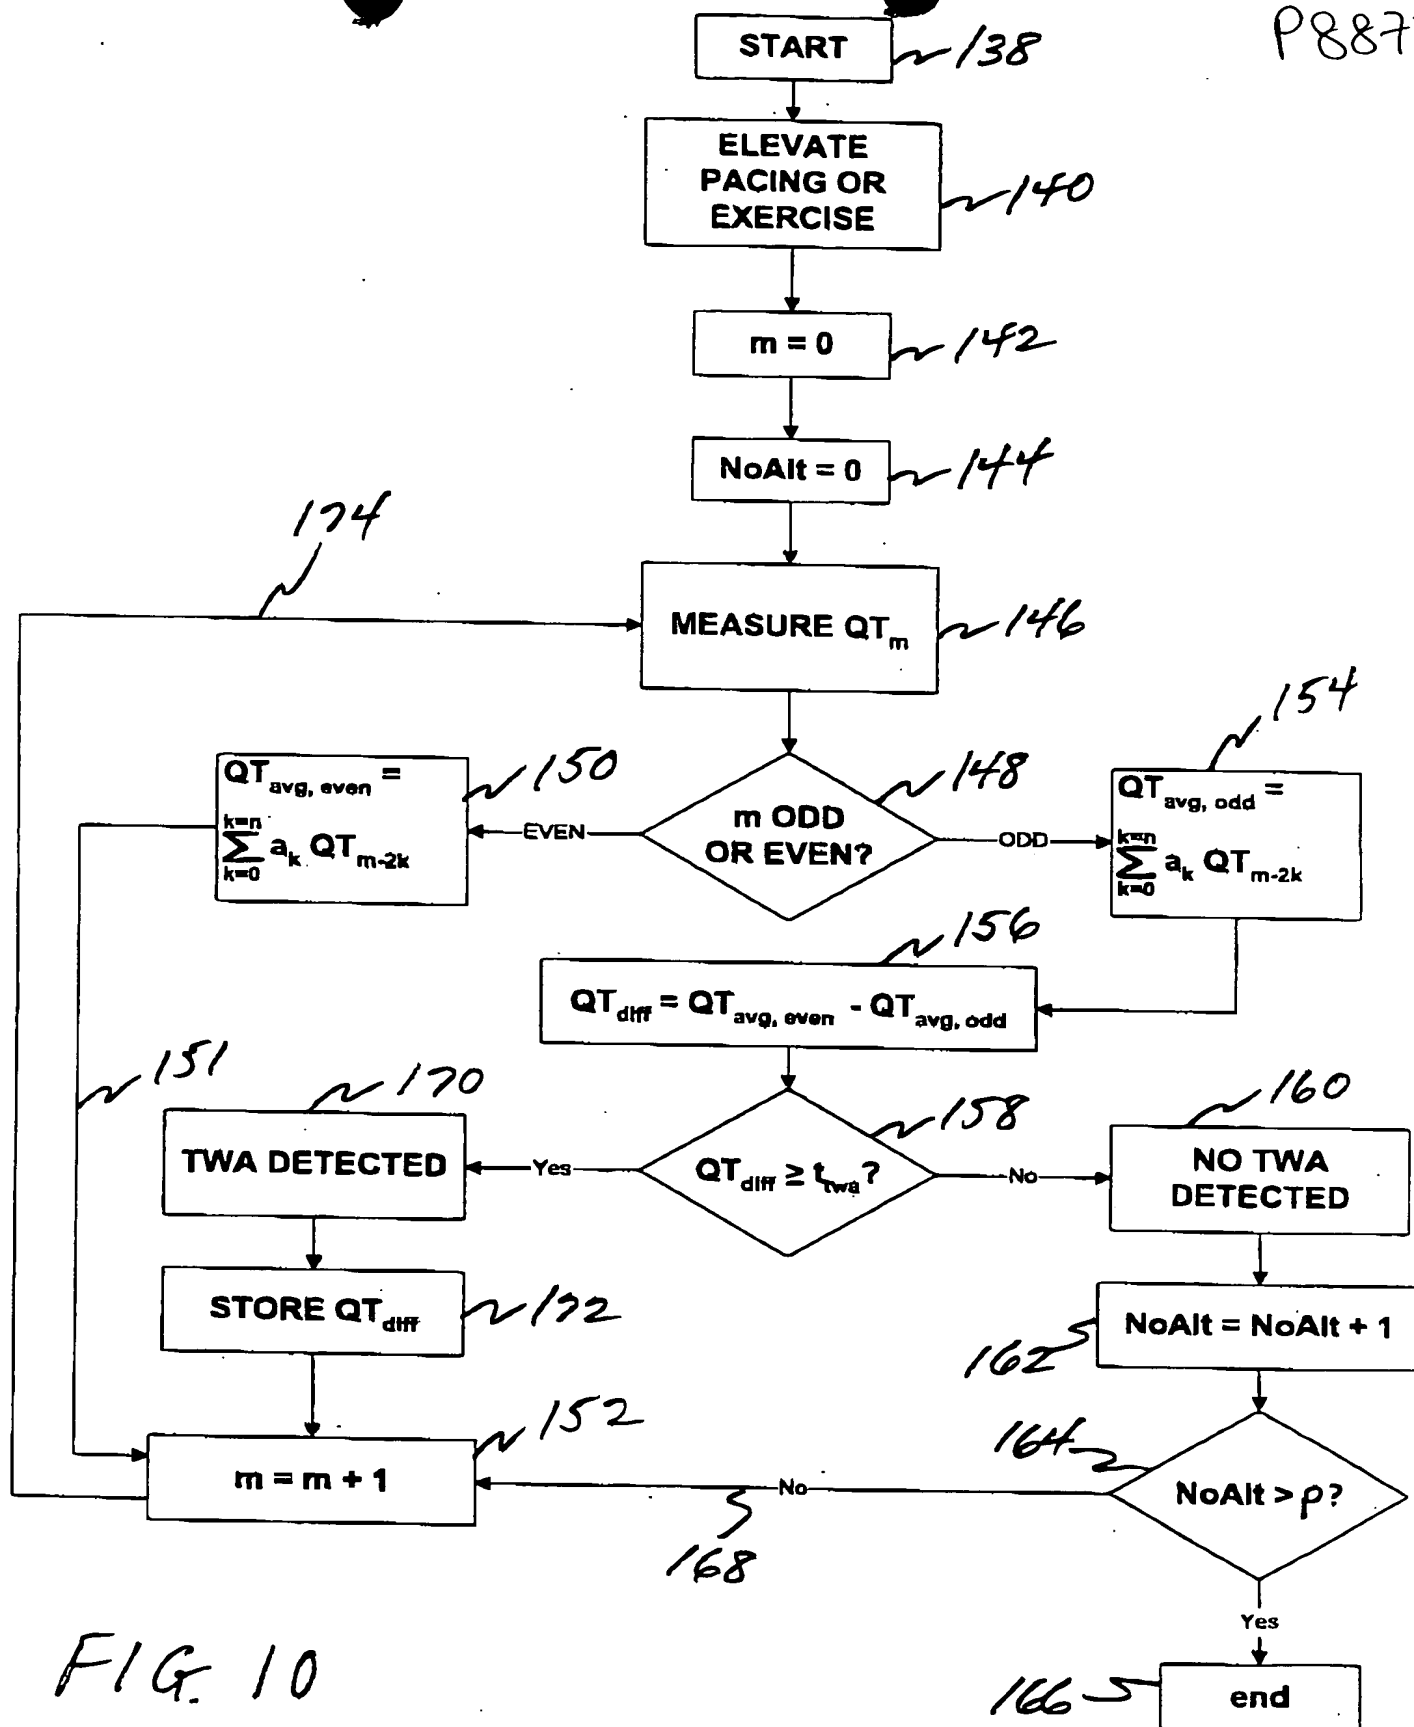 P887
START
138
ELEVATE
PACING OR
EXERCISE
140
m = 0
142
NoAlt = 0
144
174
MEASURE QTm
146
154
QTavg, even =
k=n
∑ ak QTm-2k
k=0
150
EVEN
m ODD
OR EVEN?
148
ODD
QTavg, odd =
k=n
∑ ak QTm-2k
k=0
156
QTdiff = QTavg, even - QTavg, odd
151
170
TWA DETECTED
Yes
QTdiff ≥ ttwa?
158
No
160
NO TWA
DETECTED
STORE QTdiff
172
NoAlt = NoAlt + 1
162
152
m = m + 1
No
168
164
NoAlt > ρ?
Yes
FIG. 10
166
end